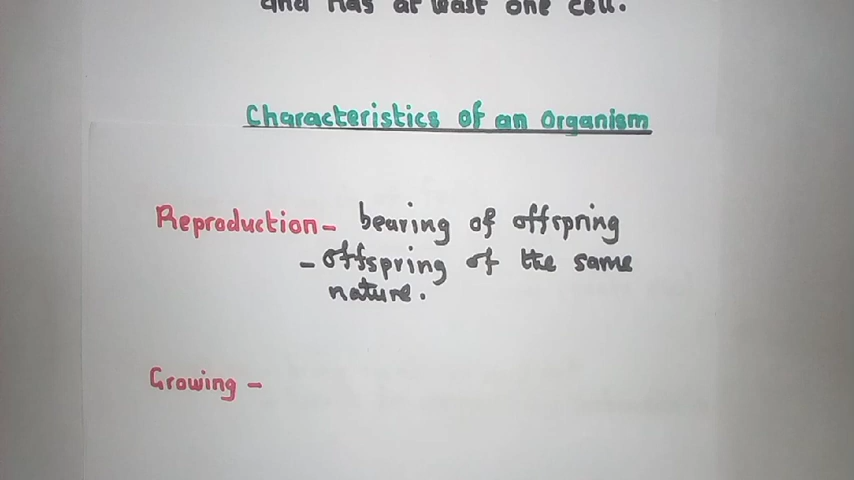 and has at least one cell.
Characteristics of an Organism
Reproduction - bearing of offspring
- offspring of the same
nature.
Growing -